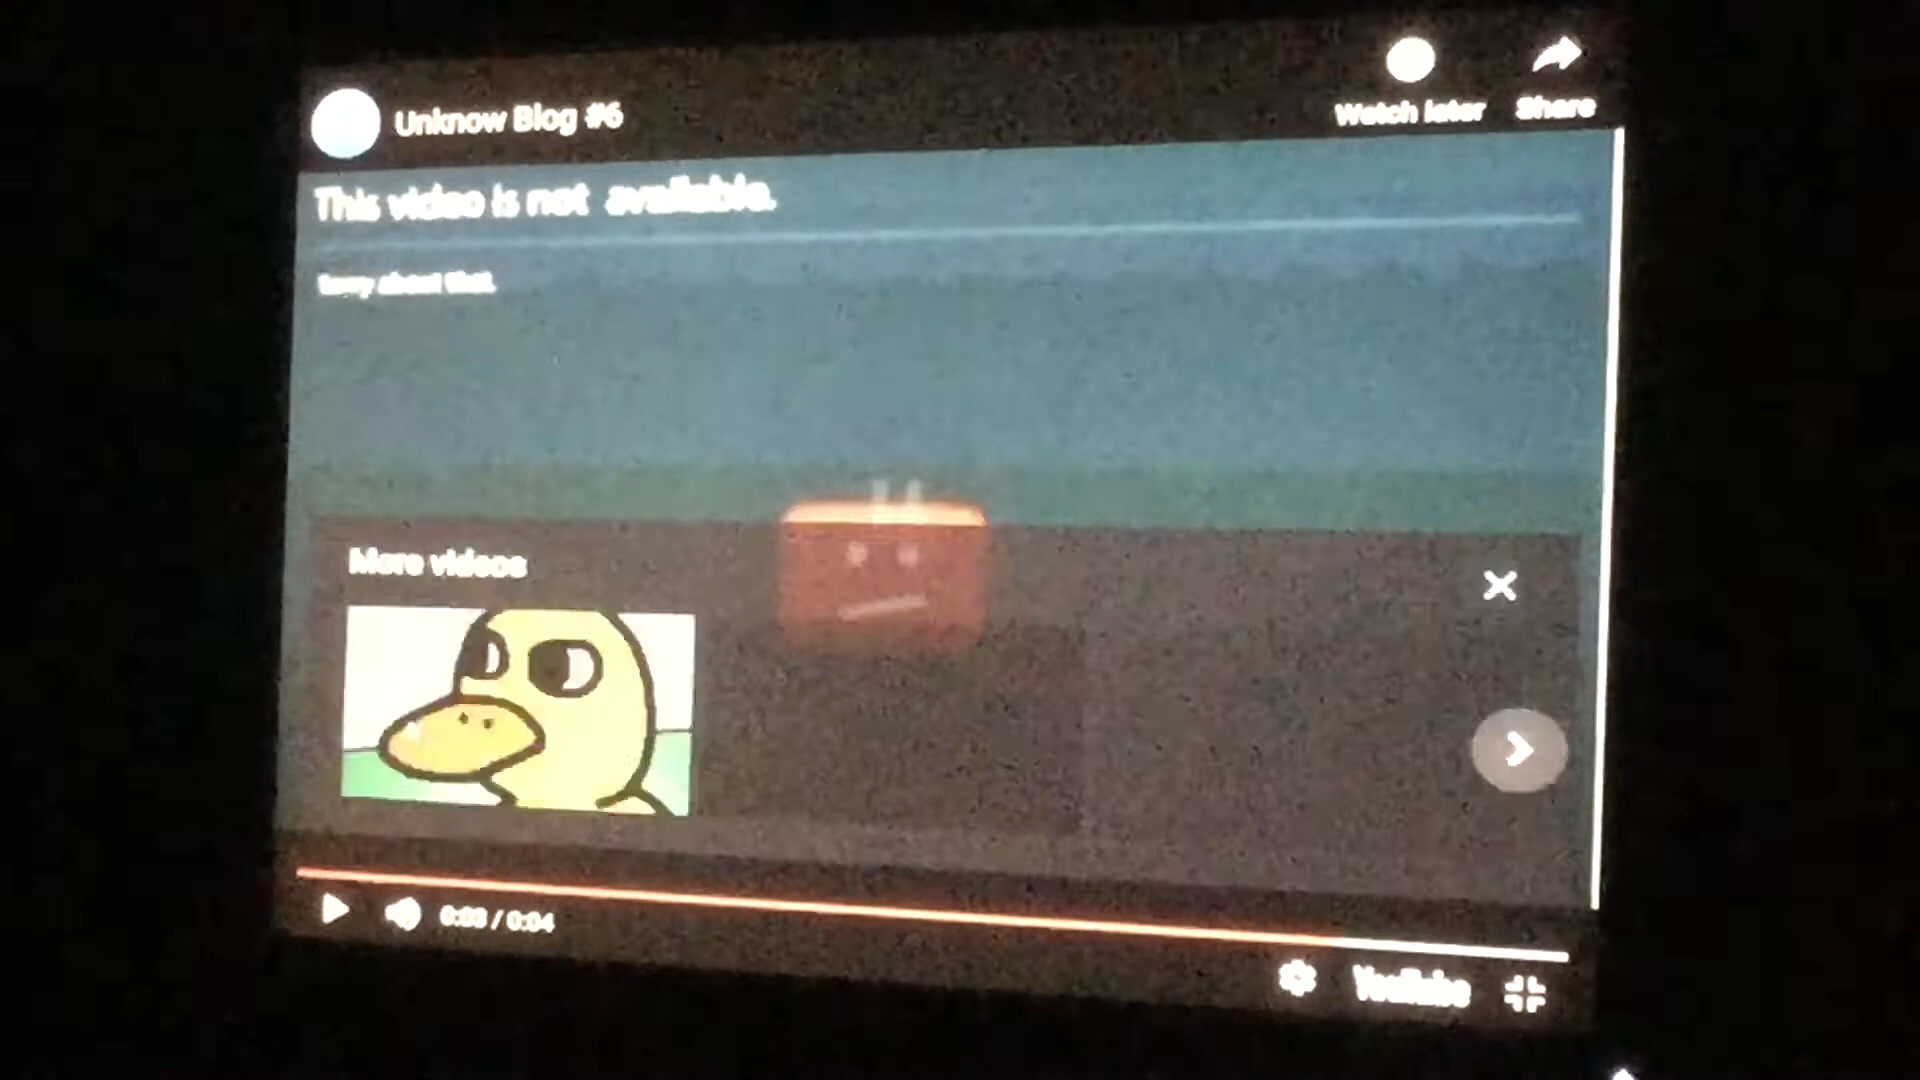 Unknow Blog #6
Watch later
Share
This video is not available.
Sorry about that.
More videos
0:03 / 0:04
YouTube